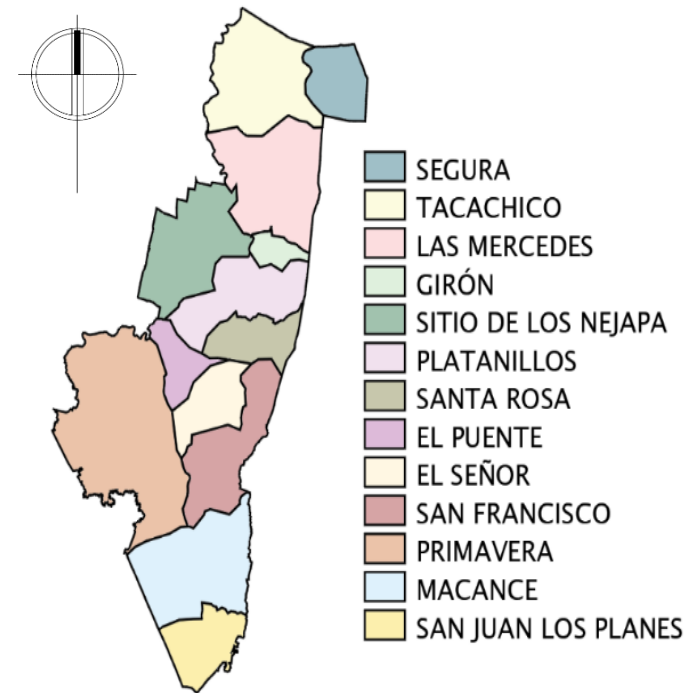 SEGURA
TACACHICO
LAS MERCEDES
GIRÓN
SITIO DE LOS NEJAPA
PLATANILLOS
SANTA ROSA
EL PUENTE
EL SEÑOR
SAN FRANCISCO
PRIMAVERA
MACANCE
SAN JUAN LOS PLANES